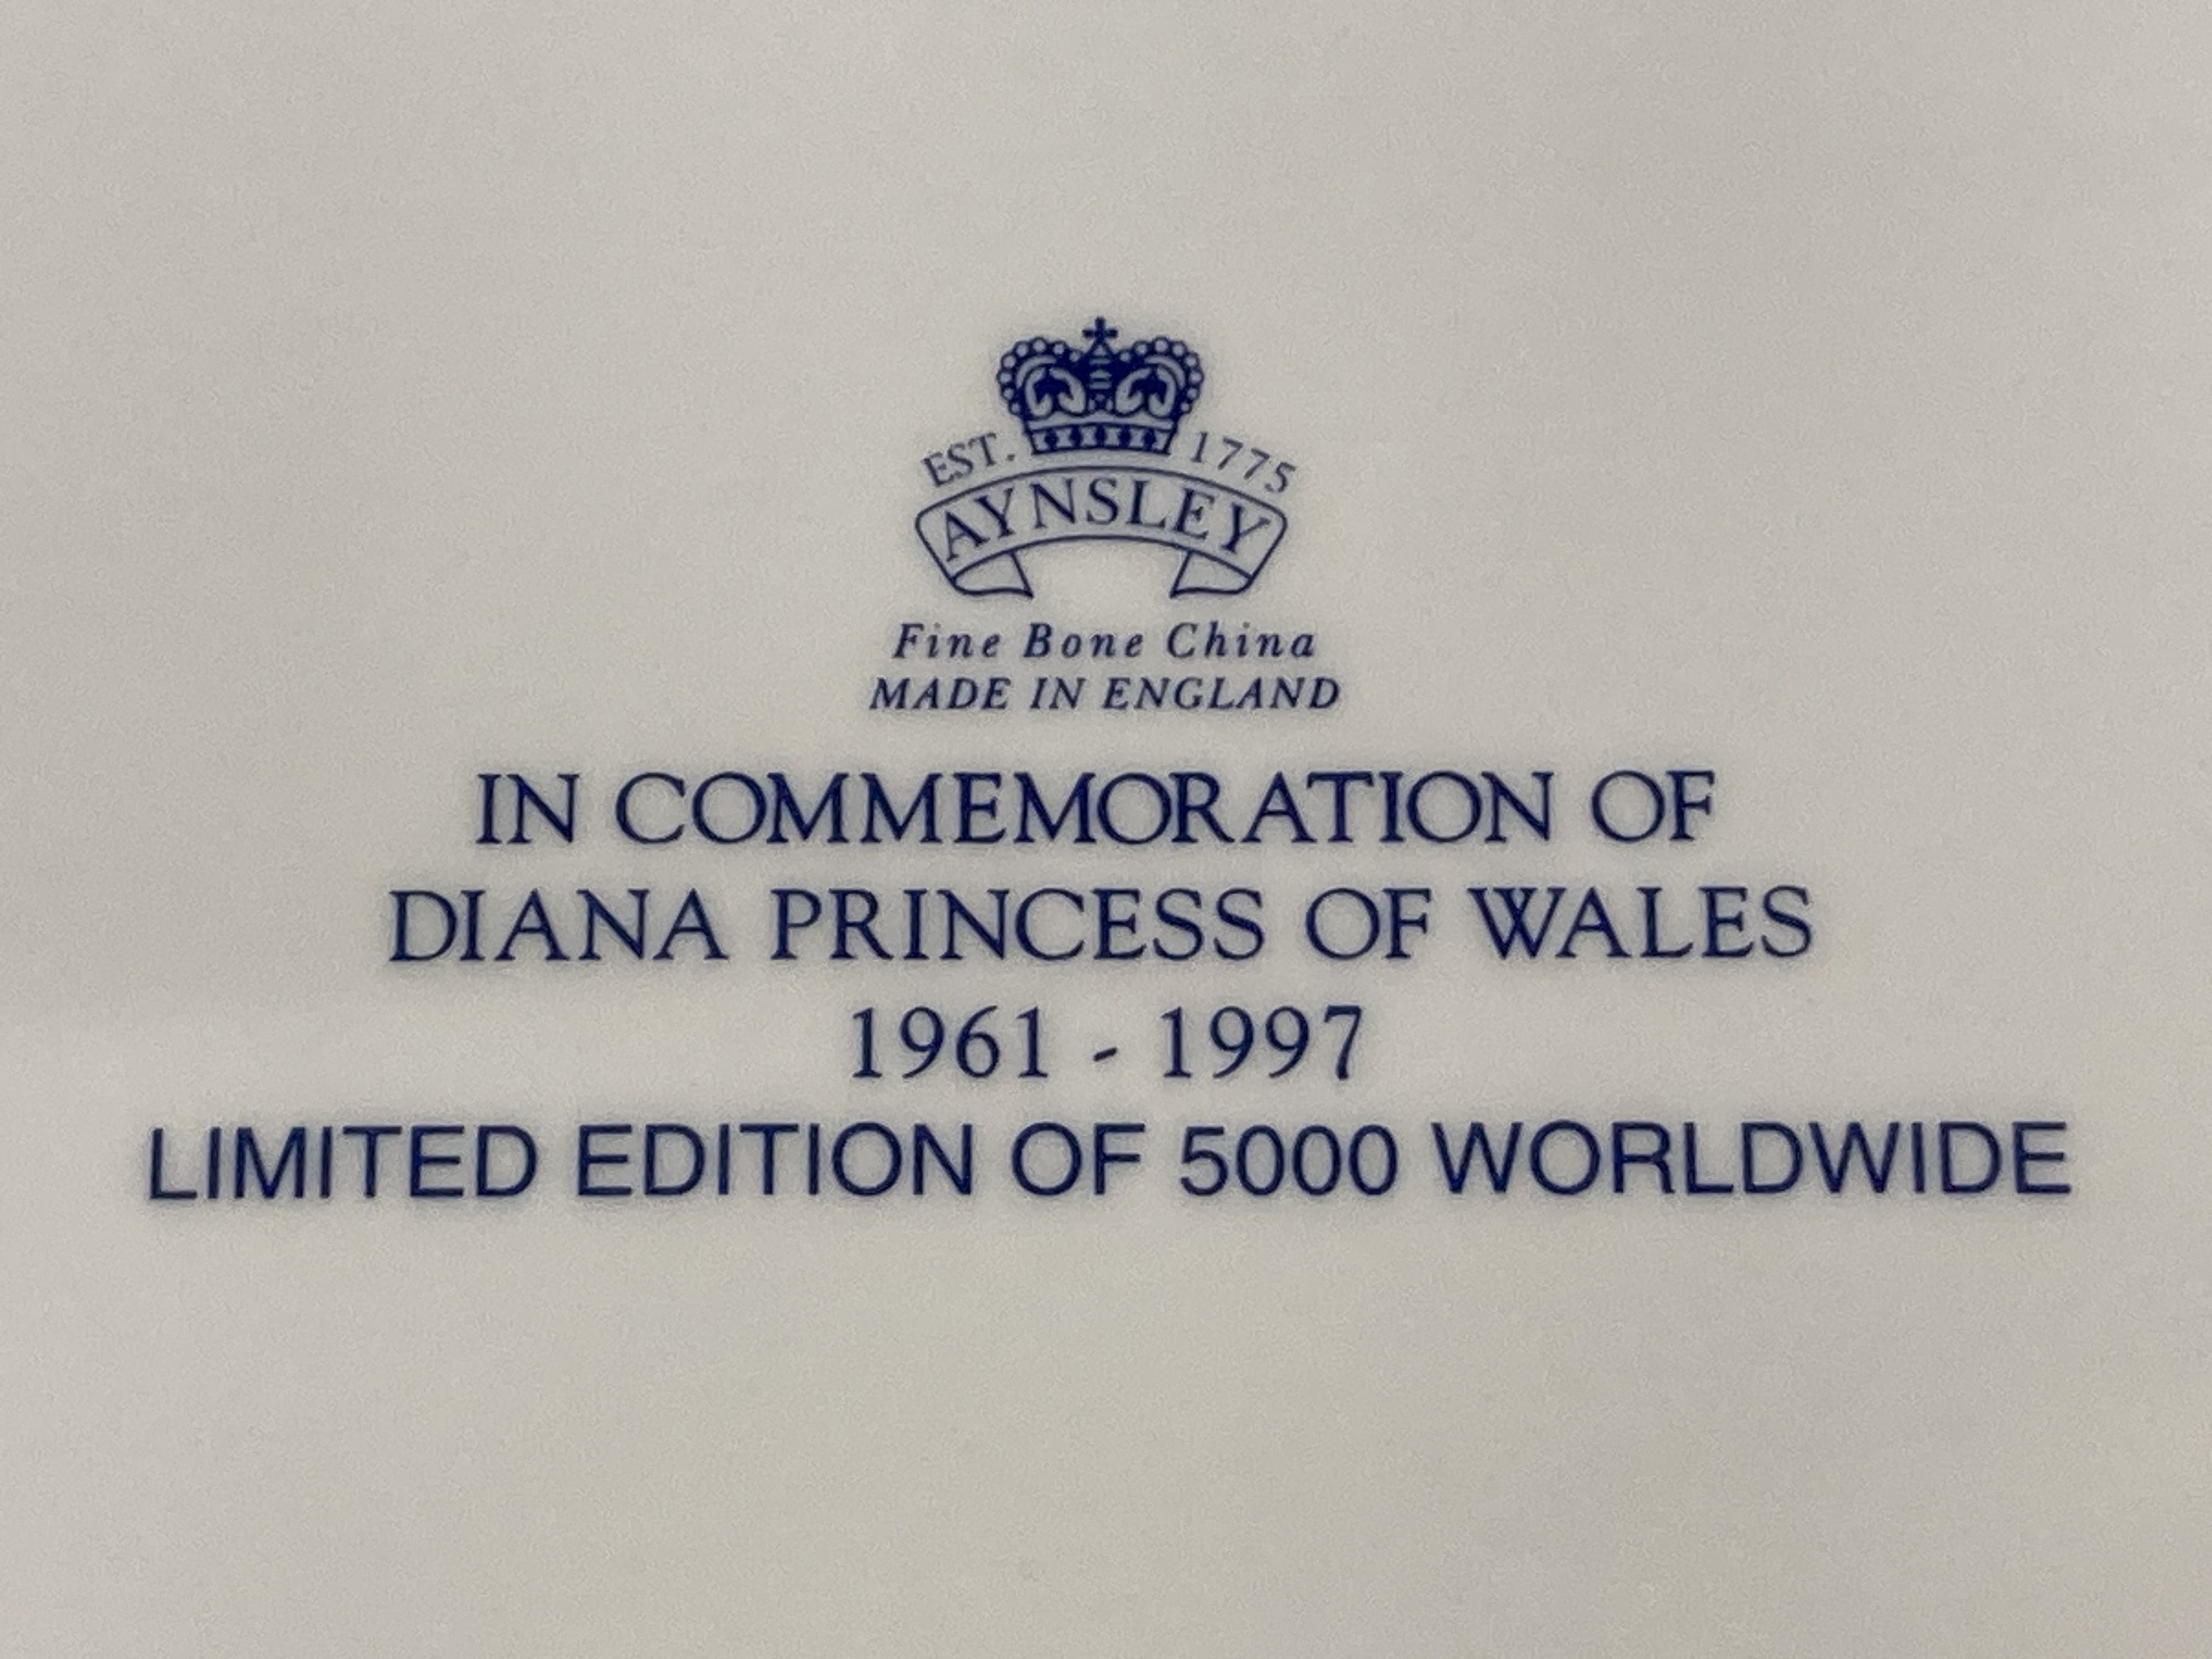 EST. 1775
AYNSLEY
Fine Bone China
MADE IN ENGLAND
IN COMMEMORATION OF
DIANA PRINCESS OF WALES
1961 - 1997
LIMITED EDITION OF 5000 WORLDWIDE